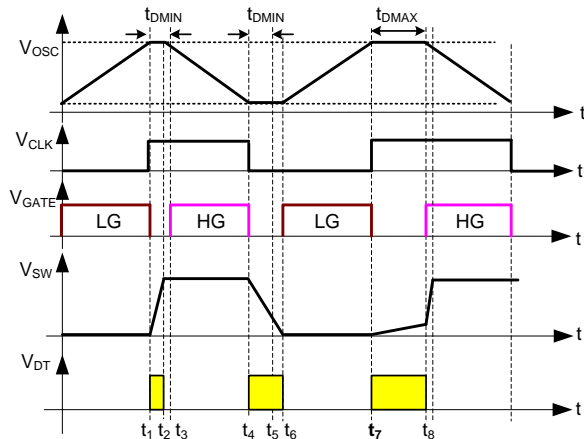 tDMIN tDMIN tDMAX
VOSC
t
VCLK
t
VGATE
LG HG LG HG
t
VSW
t
VDT
t
t1 t2 t3 t4 t5 t6 t7 t8